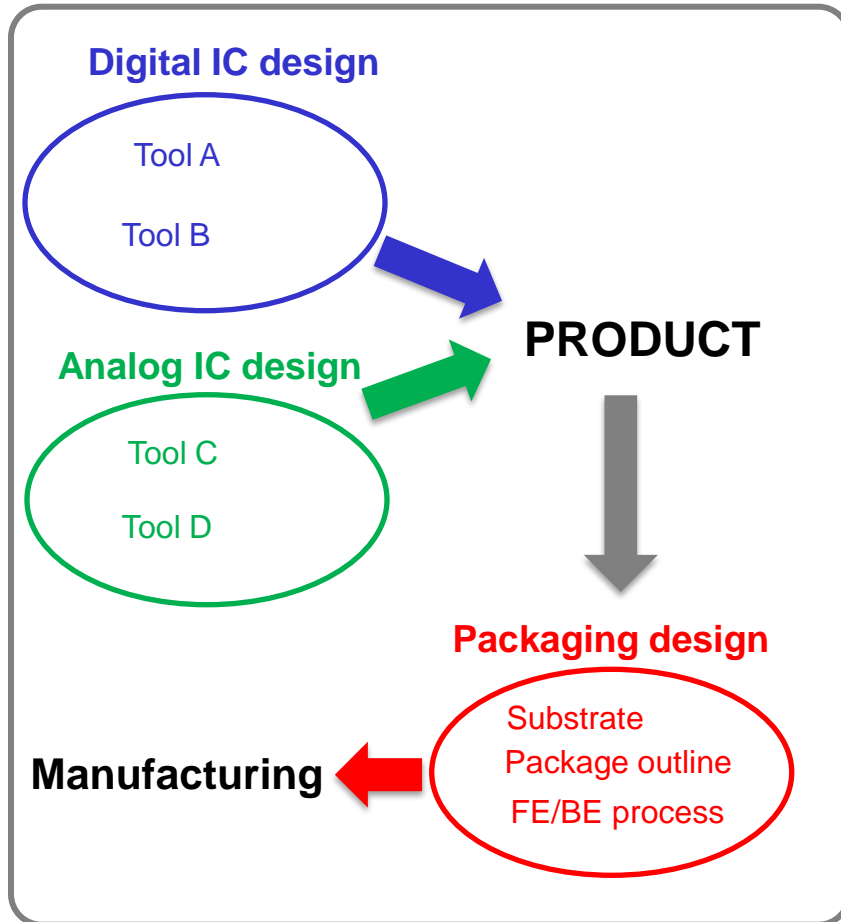 Digital IC design
Tool A
Tool B
PRODUCT
Analog IC design
Tool C
Tool D
Packaging design
Substrate
Package outline
FE/BE process
Manufacturing